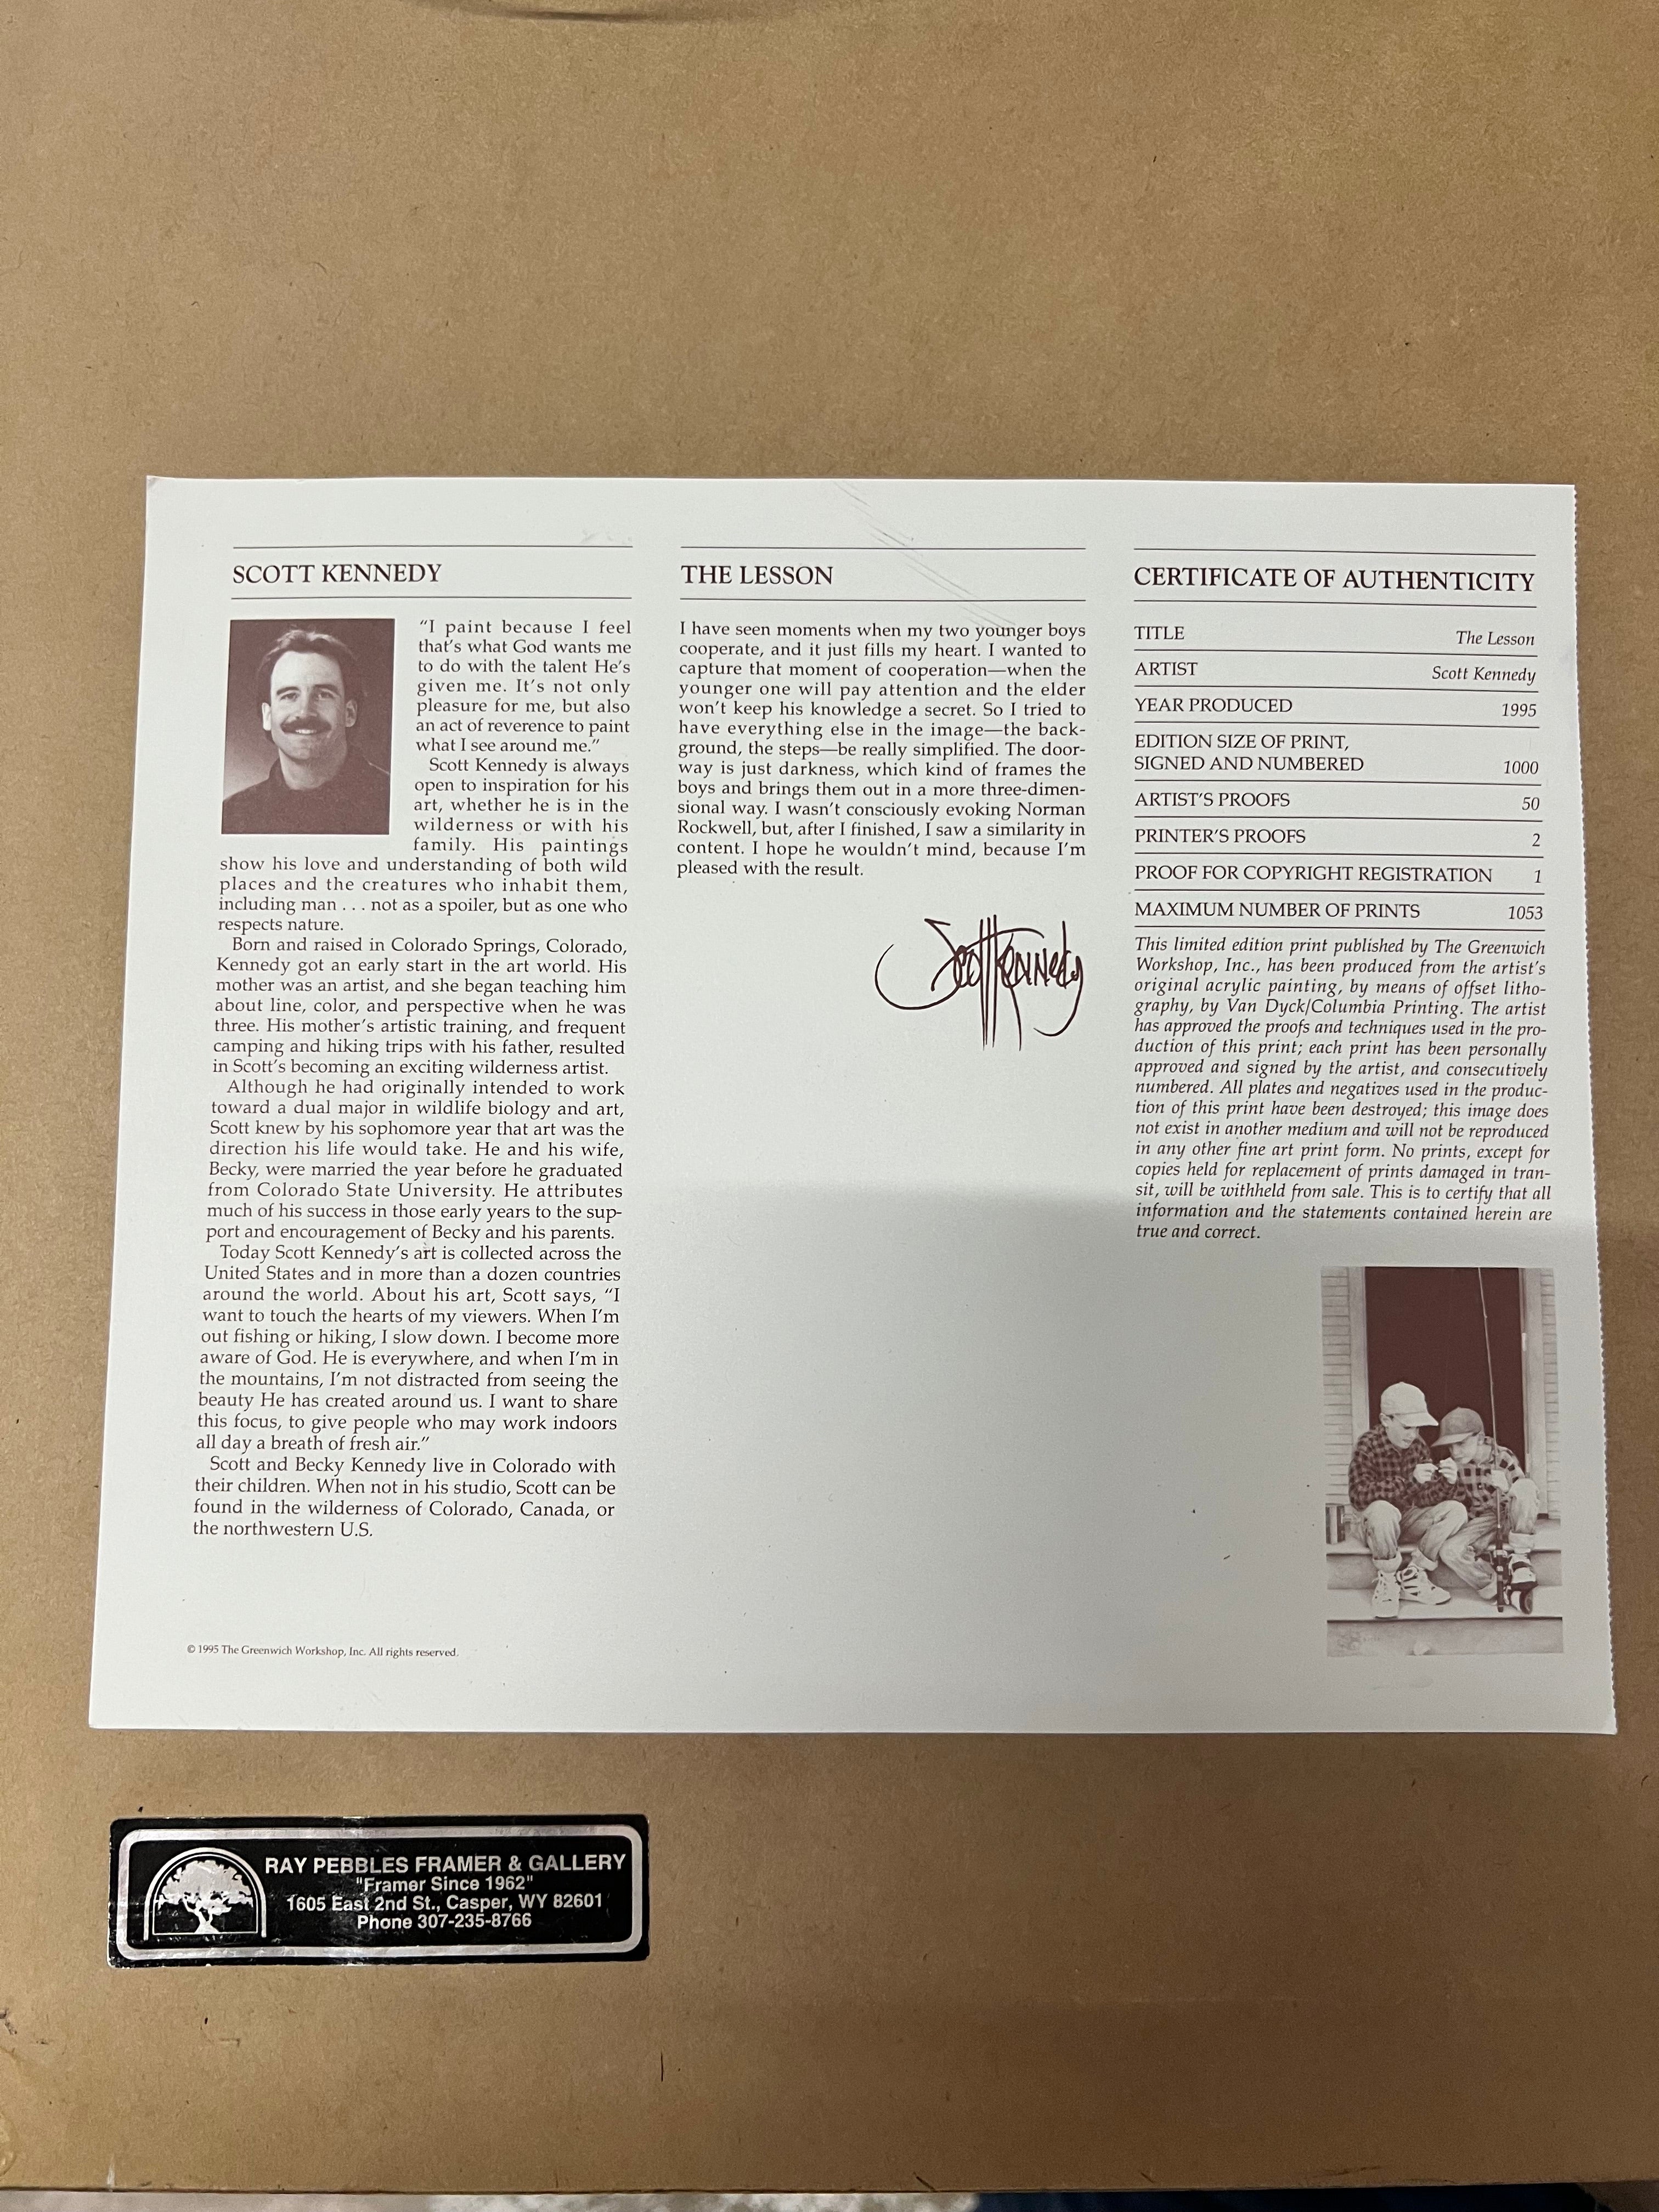 SCOTT KENNEDY
"I paint because I feel
that's what God wants me
to do with the talent He's
given me. It's not only
pleasure for me, but also
an act of reverence to paint
what I see around me."
Scott Kennedy is always
open to inspiration for his
art, whether he is in the
wilderness or with his
family. His paintings
show his love and understanding of both wild
places and the creatures who inhabit them,
including man . . . not as a spoiler, but as one who
respects nature.
Born and raised in Colorado Springs, Colorado,
Kennedy got an early start in the art world. His
mother was an artist, and she began teaching him
about line, color, and perspective when he was
three. His mother's artistic training, and frequent
camping and hiking trips with his father, resulted
in Scott's becoming an exciting wilderness artist.
Although he had originally intended to work
toward a dual major in wildlife biology and art,
Scott knew by his sophomore year that art was the
direction his life would take. He and his wife,
Becky, were married the year before he graduated
from Colorado State University. He attributes
much of his success in those early years to the sup-
port and encouragement of Becky and his parents.
Today Scott Kennedy's art is collected across the
United States and in more than a dozen countries
around the world. About his art, Scott says, "I
want to touch the hearts of my viewers. When I'm
out fishing or hiking, I slow down. I become more
aware of God. He is everywhere, and when I'm in
the mountains, I'm not distracted from seeing the
beauty He has created around us. I want to share
this focus, to give people who may work indoors
all day a breath of fresh air."
Scott and Becky Kennedy live in Colorado with
their children. When not in his studio, Scott can be
found in the wilderness of Colorado, Canada, or
the northwestern U.S.
© 1995 The Greenwich Workshop, Inc. All rights reserved.
THE LESSON
I have seen moments when my two younger boys
cooperate, and it just fills my heart. I wanted to
capture that moment of cooperation—when the
younger one will pay attention and the elder
won't keep his knowledge a secret. So I tried to
have everything else in the image—the back-
ground, the steps—be really simplified. The door-
way is just darkness, which kind of frames the
boys and brings them out in a more three-dimen-
sional way. I wasn't consciously evoking Norman
Rockwell, but, after I finished, I saw a similarity in
content. I hope he wouldn't mind, because I'm
pleased with the result.
Scott Kennedy
CERTIFICATE OF AUTHENTICITY
TITLE The Lesson
ARTIST Scott Kennedy
YEAR PRODUCED 1995
EDITION SIZE OF PRINT,
SIGNED AND NUMBERED 1000
ARTIST'S PROOFS 50
PRINTER'S PROOFS 2
PROOF FOR COPYRIGHT REGISTRATION 1
MAXIMUM NUMBER OF PRINTS 1053
This limited edition print published by The Greenwich
Workshop, Inc., has been produced from the artist's
original acrylic painting, by means of offset litho-
graphy, by Van Dyck/Columbia Printing. The artist
has approved the proofs and techniques used in the pro-
duction of this print; each print has been personally
approved and signed by the artist, and consecutively
numbered. All plates and negatives used in the produc-
tion of this print have been destroyed; this image does
not exist in another medium and will not be reproduced
in any other fine art print form. No prints, except for
copies held for replacement of prints damaged in tran-
sit, will be withheld from sale. This is to certify that all
information and the statements contained herein are
true and correct.
RAY PEBBLES FRAMER & GALLERY
"Framer Since 1962"
1605 East 2nd St., Casper, WY 82601
Phone 307-235-8766